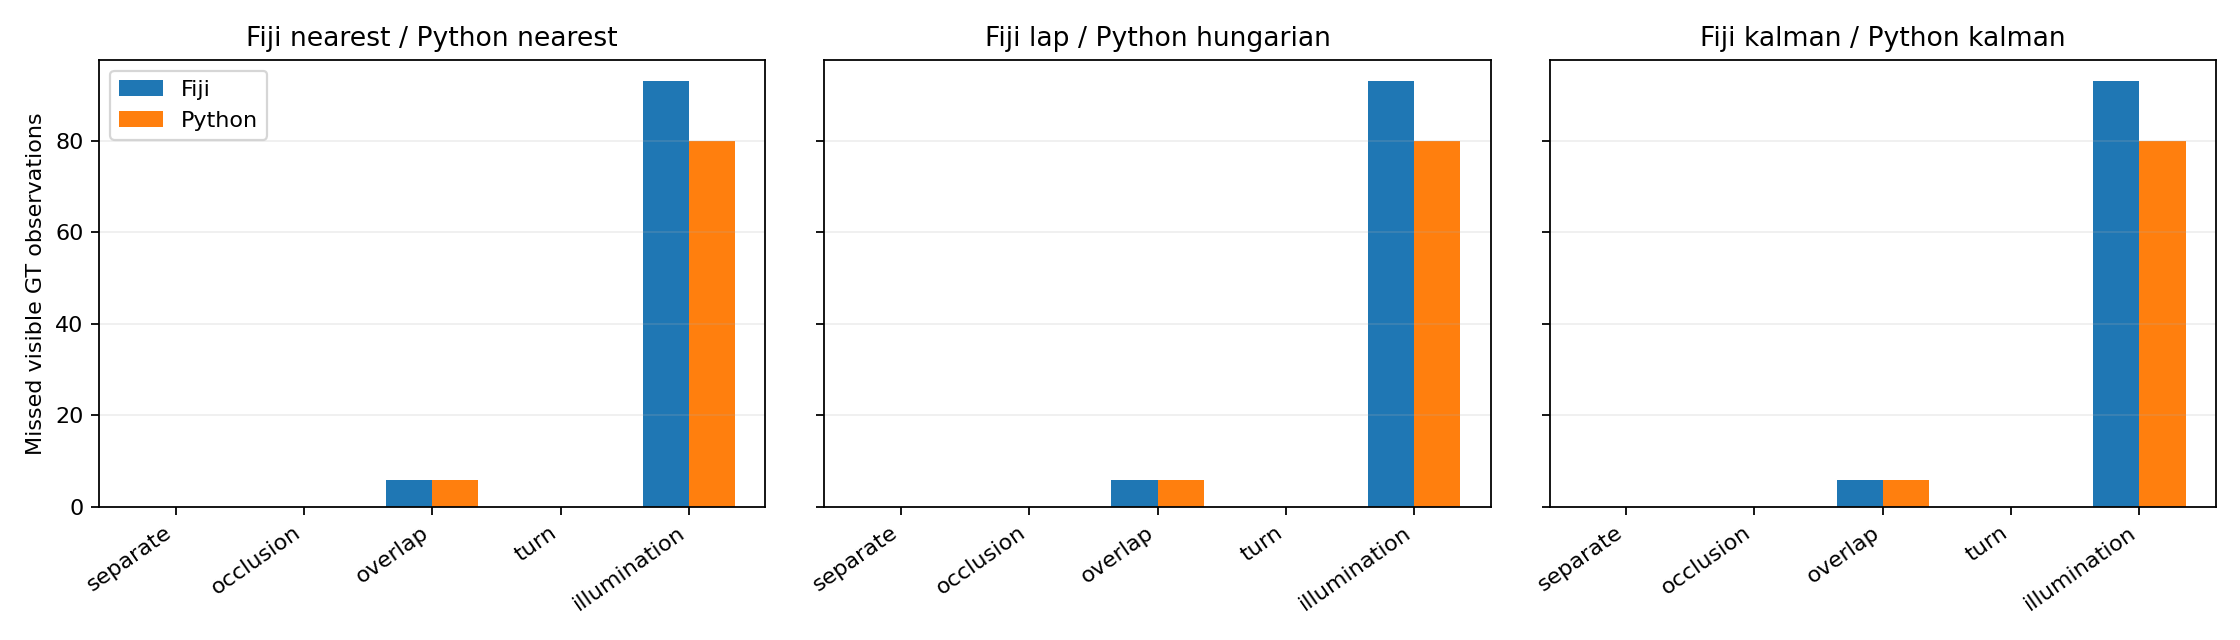 Fiji nearest / Python nearest
Fiji lap / Python hungarian
Fiji kalman / Python kalman
Fiji
Python
Missed visible GT observations
80
60
40
20
0
separate
occlusion
overlap
turn
illumination
separate
occlusion
overlap
turn
illumination
separate
occlusion
overlap
turn
illumination